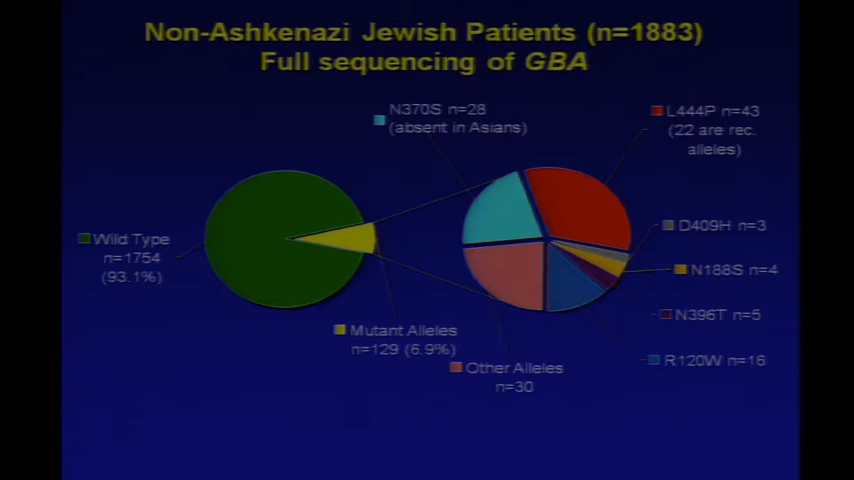 Non-Ashkenazi Jewish Patients (n=1883)
Full sequencing of GBA
N370S n=28
(absent in Asians)
L444P n=43
(22 are rec.
alleles)
Wild Type
n=1754
(93.1%)
D409H n=3
N188S n=4
N396T n=5
Mutant Alleles
n=129 (6.9%)
R120W n=16
Other Alleles
n=30